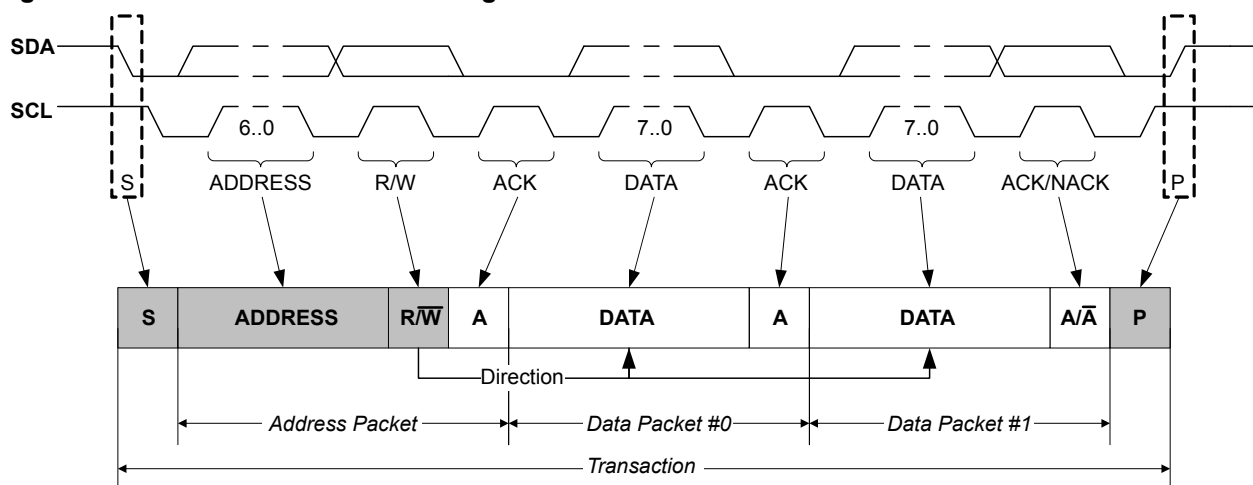 SDA
SCL
6..0 7..0 7..0
S ADDRESS R/W ACK DATA ACK DATA ACK/NACK P
S ADDRESS R/W̅ A DATA A DATA A/A̅ P
Direction
Address Packet Data Packet #0 Data Packet #1
Transaction